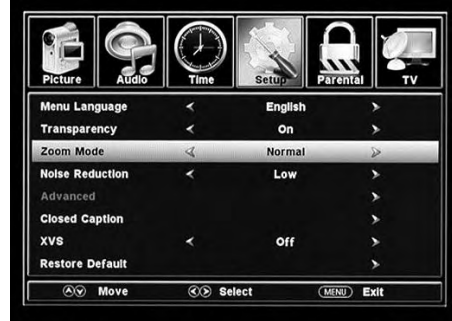 Picture Audio Time Setup Parental TV
Menu Language English
Transparency On
Zoom Mode Normal
Noise Reduction Low
Advanced
Closed Caption
XVS Off
Restore Default
Move Select MENU Exit